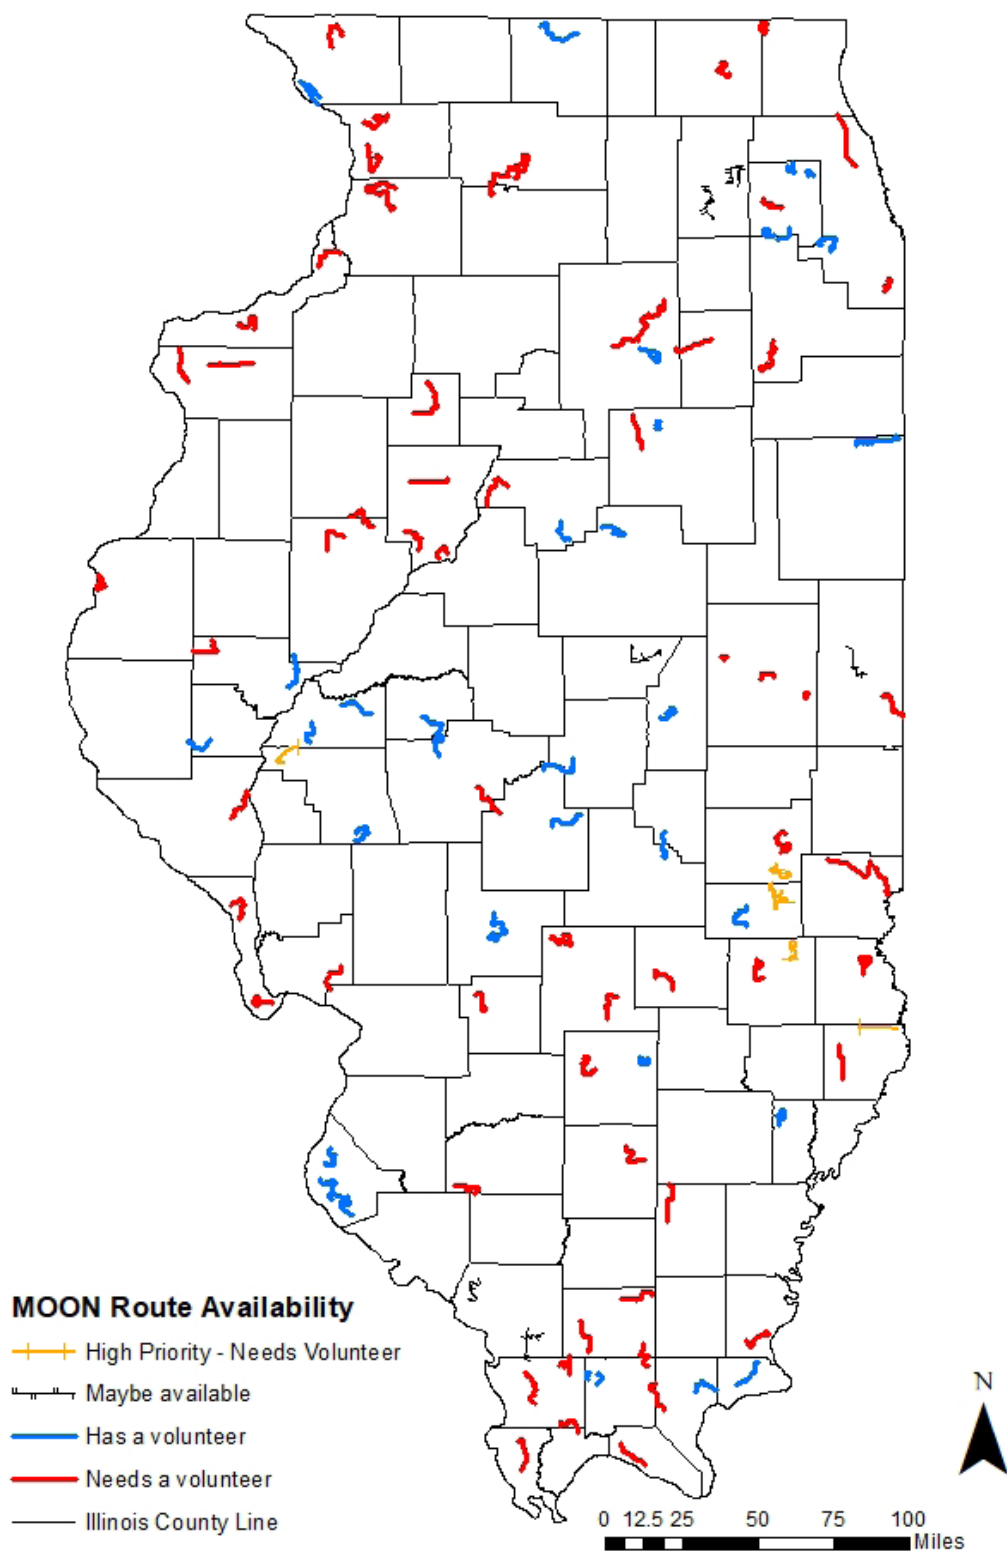 MOON Route Availability
High Priority - Needs Volunteer
Maybe available
Has a volunteer
Needs a volunteer
Illinois County Line
N
0 12.5 25 50 75 100
Miles